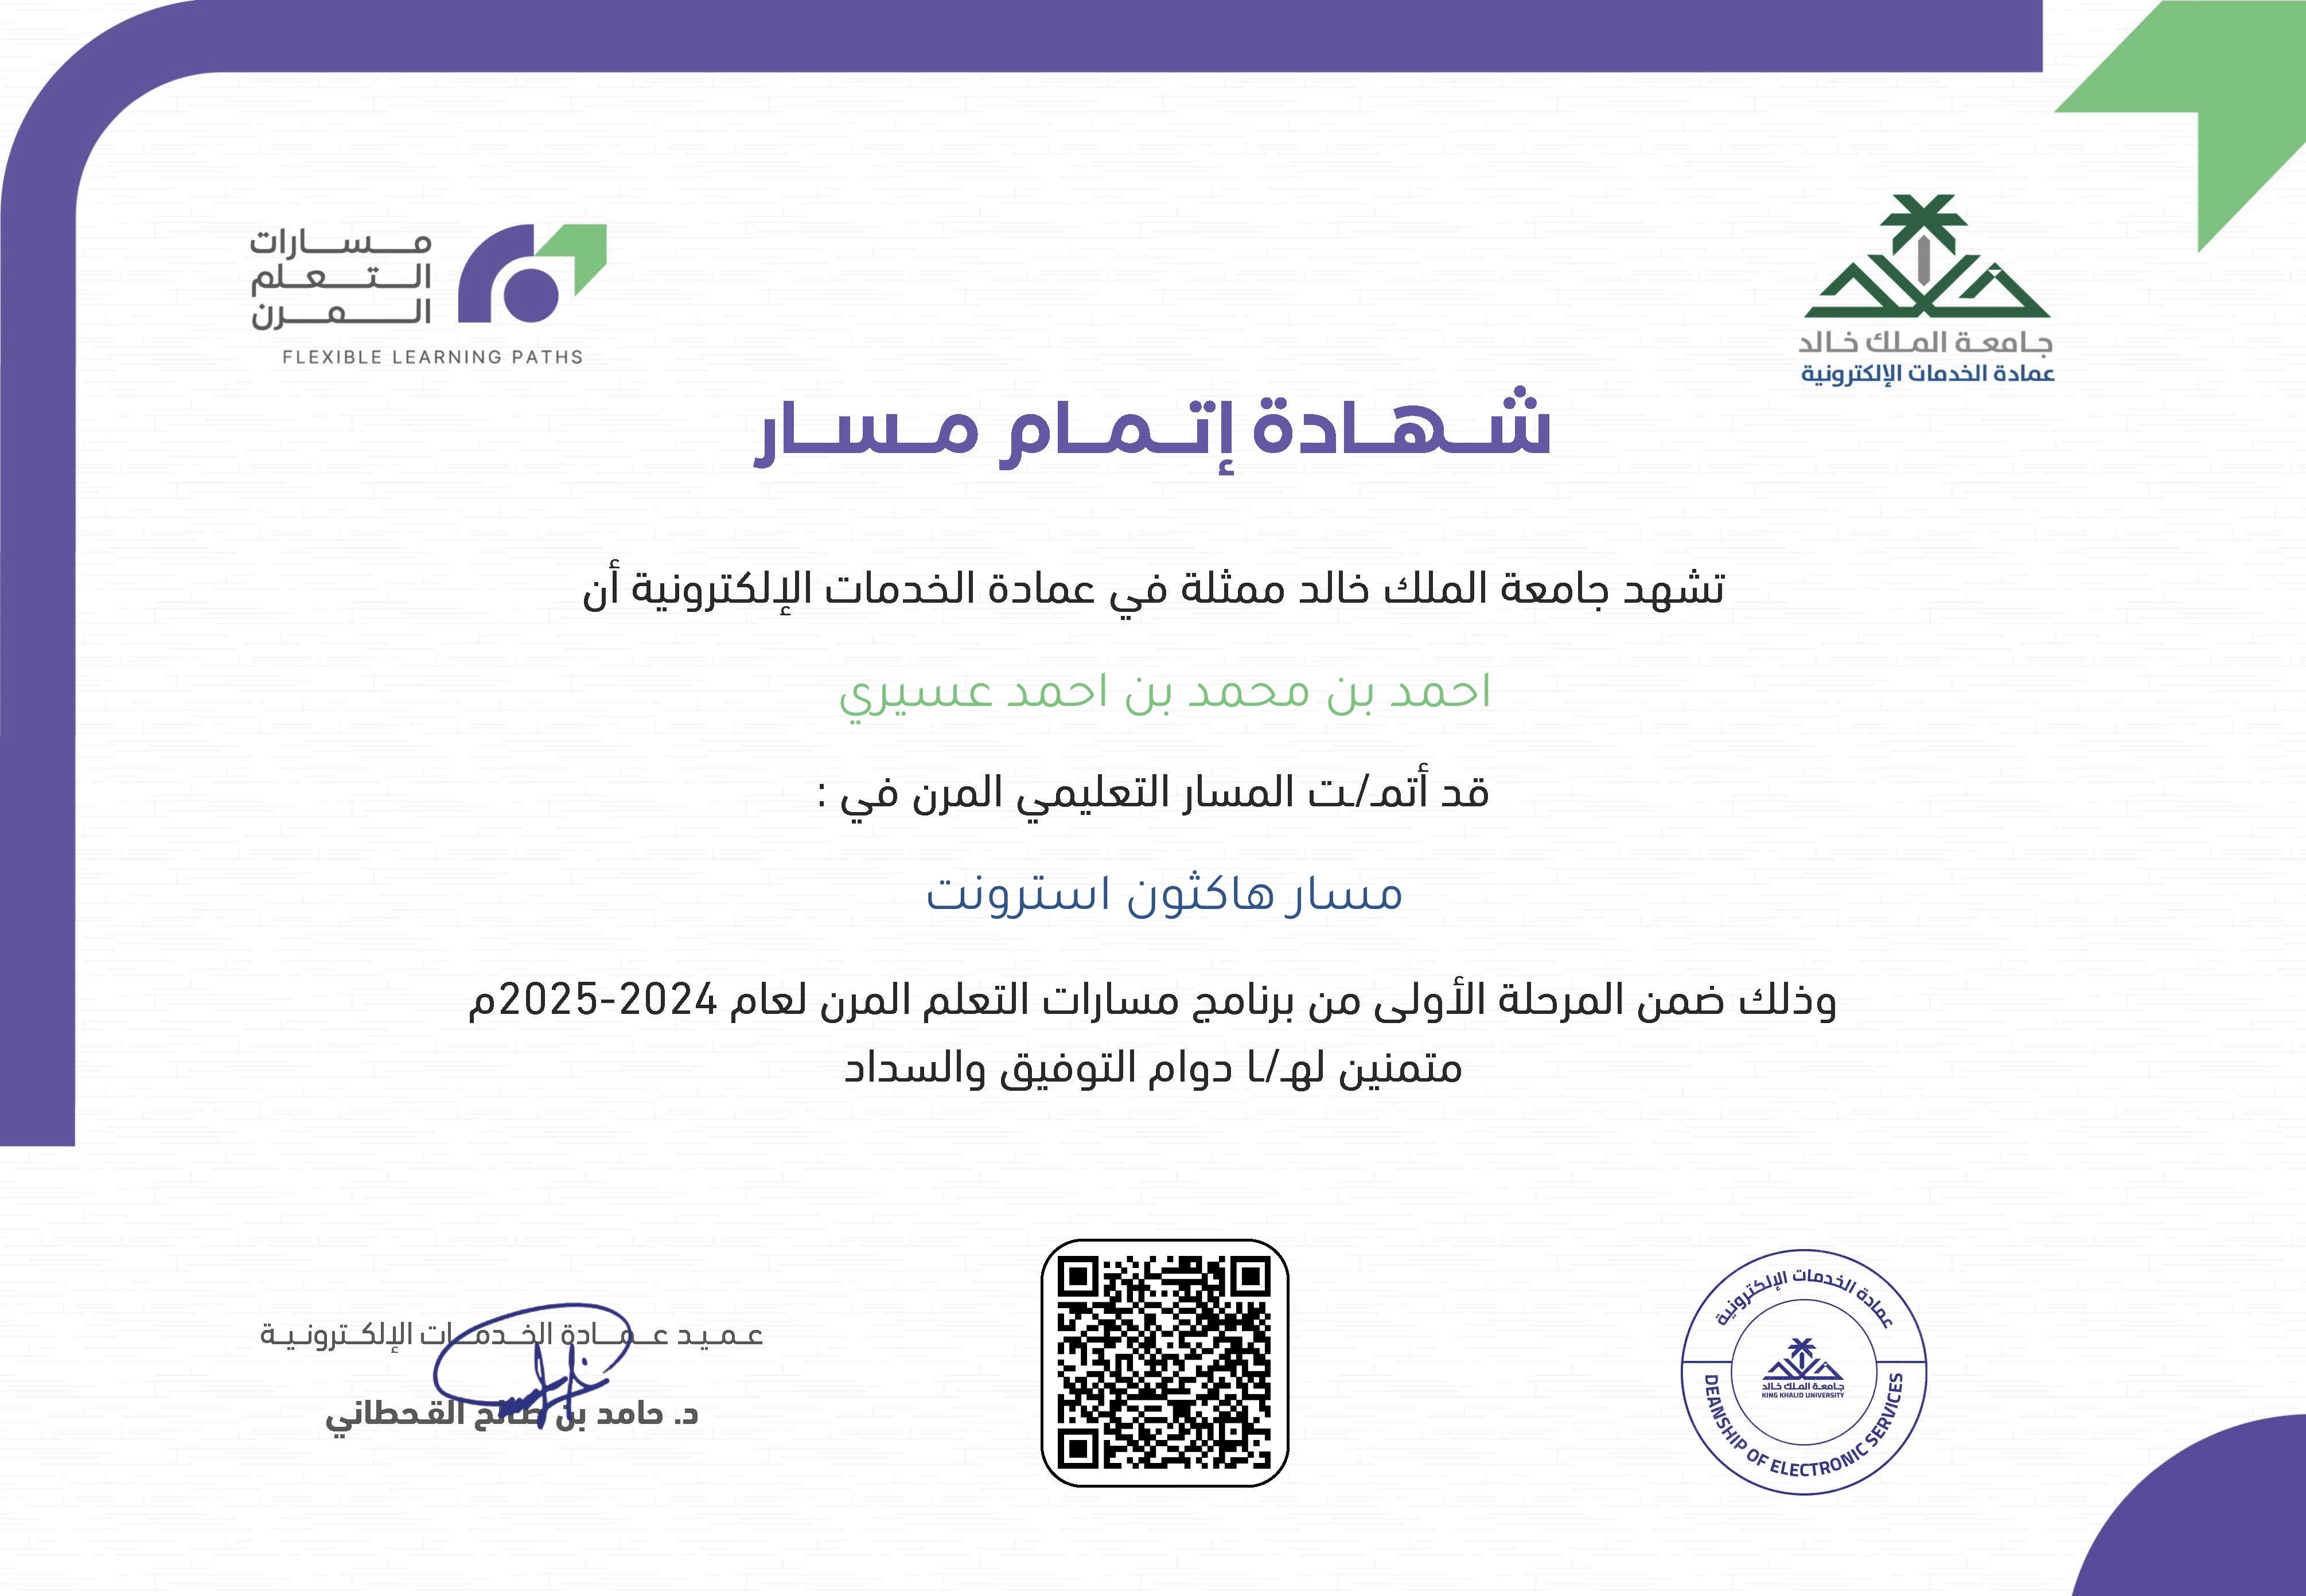 جامعة الملك خالد
عمادة الخدمات الإلكترونية
مسارات
التعلم
المرن
FLEXIBLE LEARNING PATHS
شهادة إتمام مسار
تشهد جامعة الملك خالد ممثلة في عمادة الخدمات الإلكترونية أن
احمد بن محمد بن احمد عسيري
قد أتمـ/ـت المسار التعليمي المرن في :
مسار هاكثون استرونت
وذلك ضمن المرحلة الأولى من برنامج مسارات التعلم المرن لعام 2024-2025م
متمنين لهـ/ـا دوام التوفيق والسداد
عمادة الخدمات الإلكترونية
جامعة الملك خالد
KING KHALID UNIVERSITY
DEANSHIP OF ELECTRONIC SERVICES
عميد عمادة الخدمات الإلكترونية
د. حامد بن صالح القحطاني